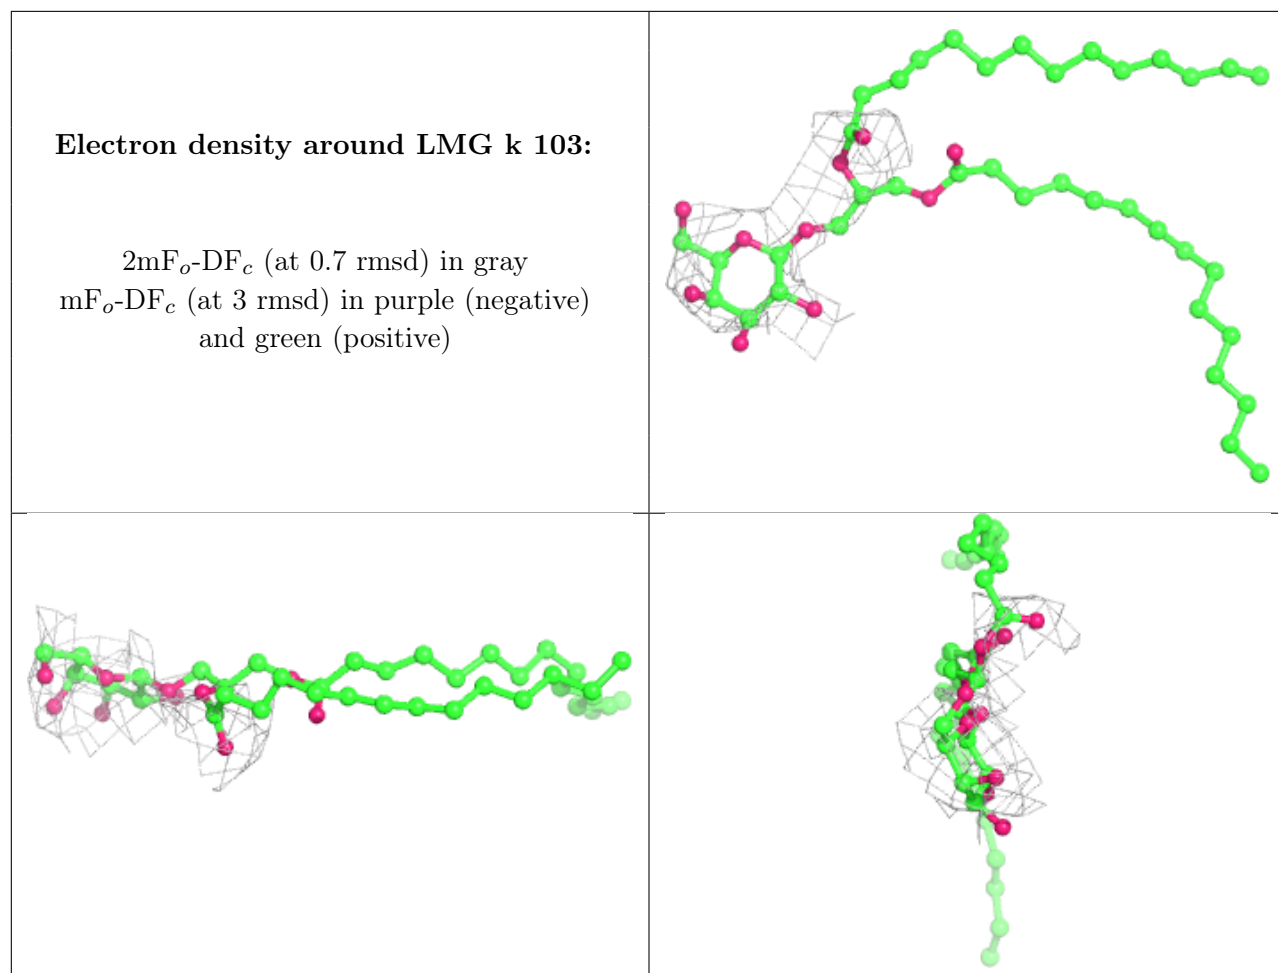 Electron density around LMG k 103:
2mFo-DFc (at 0.7 rmsd) in gray
mFo-DFc (at 3 rmsd) in purple (negative)
and green (positive)